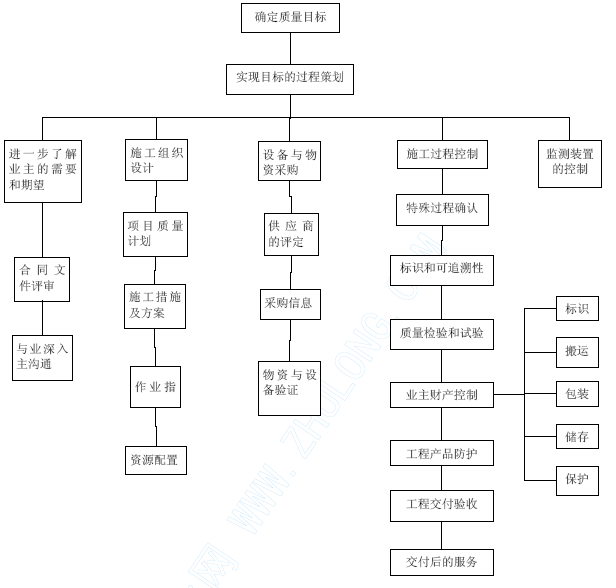 确定质量目标
实现目标的过程策划
进一步了解
业主的需要
和期望
合同文
件评审
与业深入
主沟通
施工组织
设计
项目质量
计划
施工措施
及方案
作业指
资源配置
设备与物
资采购
供应商
的评定
采购信息
物资与设
备验证
施工过程控制
特殊过程确认
标识和可追溯性
质量检验和试验
业主财产控制
工程产品防护
工程交付验收
交付后的服务
标识
搬运
包装
储存
保护
监测装置
的控制
网 WWW.ZHULONG.COM